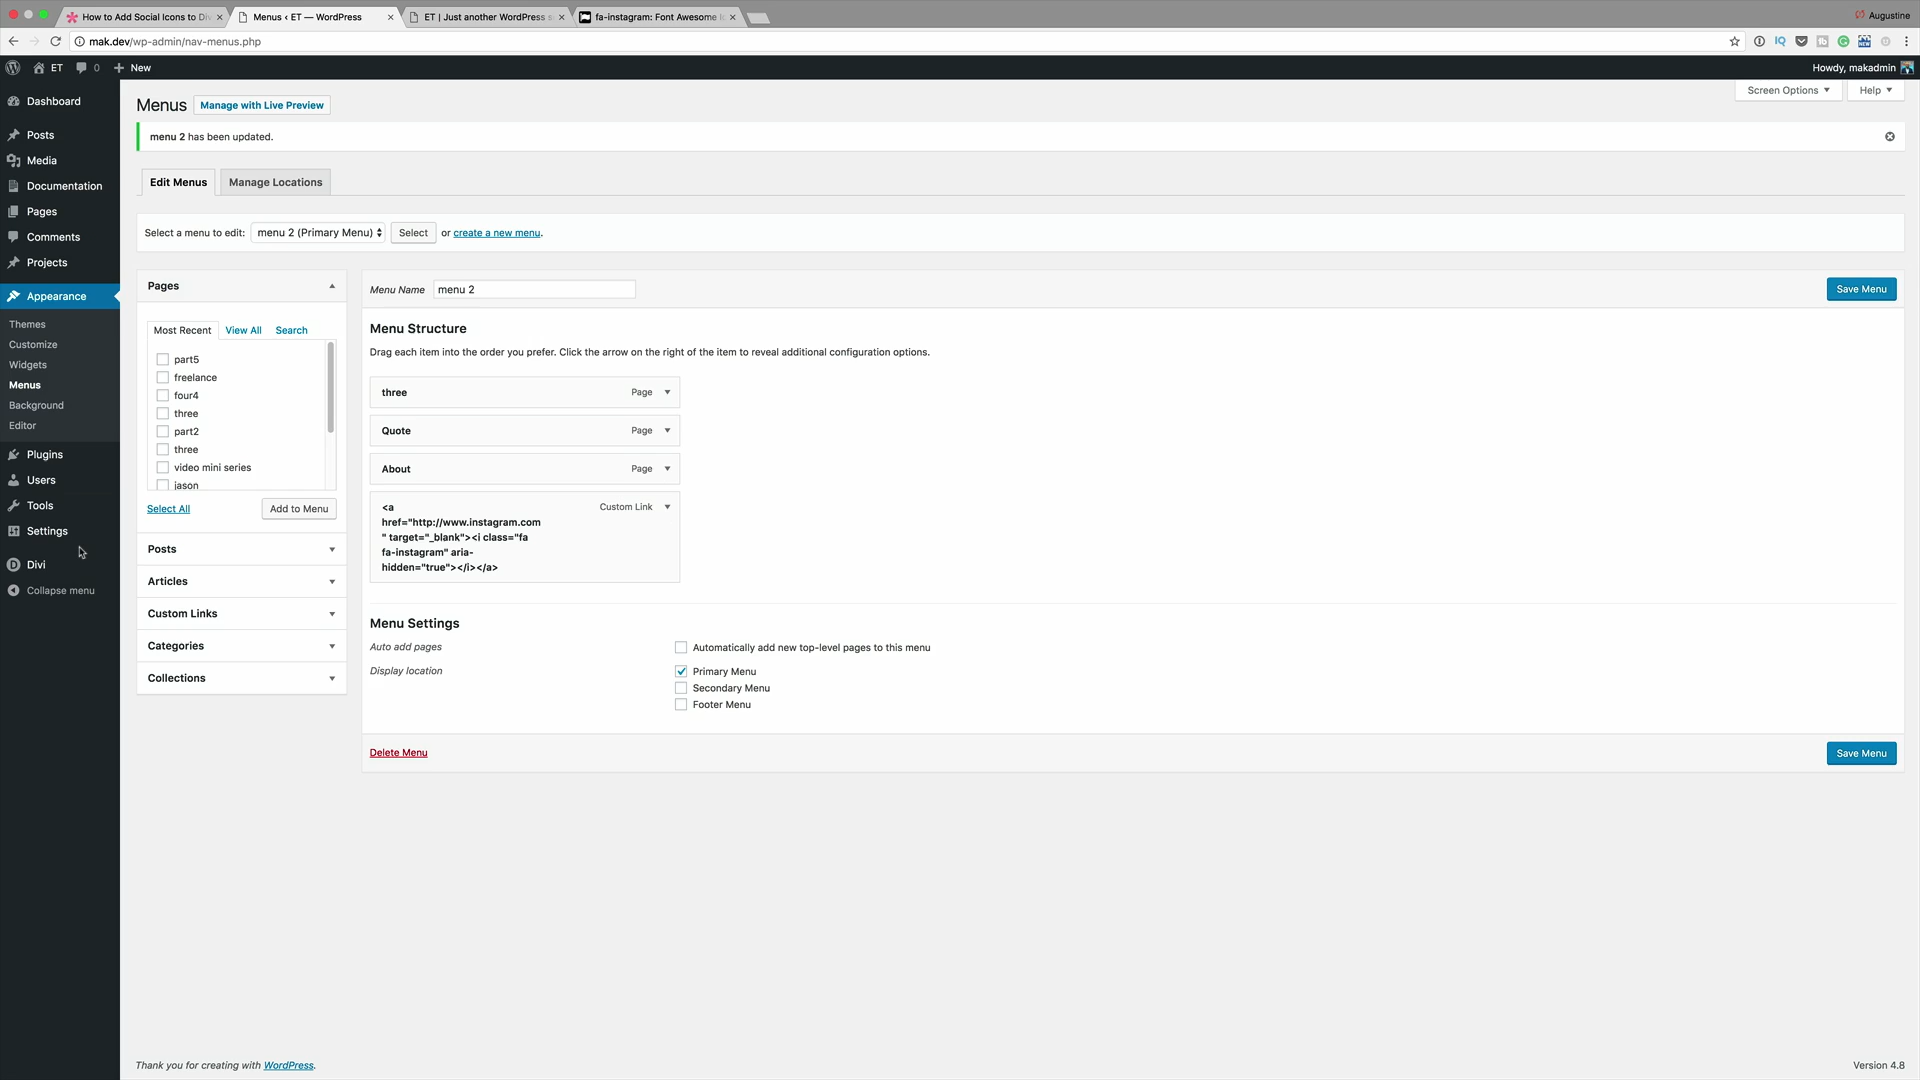 How to Add Social Icons to Di
Menus ‹ ET — WordPress
ET | Just another WordPress s
fa-instagram: Font Awesome Ic
Augustine
mak.dev/wp-admin/nav-menus.php
ET
0
New
Howdy, makadmin
Dashboard
Posts
Media
Documentation
Pages
Comments
Projects
Appearance
Themes
Customize
Widgets
Menus
Background
Editor
Plugins
Users
Tools
Settings
Divi
Collapse menu
Menus
Manage with Live Preview
Screen Options
Help
menu 2 has been updated.
Edit Menus
Manage Locations
Select a menu to edit:
menu 2 (Primary Menu)
Select
or create a new menu.
Pages
Most Recent
View All
Search
part5
freelance
four4
three
part2
three
video mini series
jason
Select All
Add to Menu
Posts
Articles
Custom Links
Categories
Collections
Menu Name
menu 2
Save Menu
Menu Structure
Drag each item into the order you prefer. Click the arrow on the right of the item to reveal additional configuration options.
three
Page
Quote
Page
About
Page
<a
href="http://www.instagram.com
" target="_blank"><i class="fa
fa-instagram" aria-
hidden="true"></i></a>
Custom Link
Menu Settings
Auto add pages
Automatically add new top-level pages to this menu
Display location
Primary Menu
Secondary Menu
Footer Menu
Delete Menu
Save Menu
Thank you for creating with WordPress.
Version 4.8